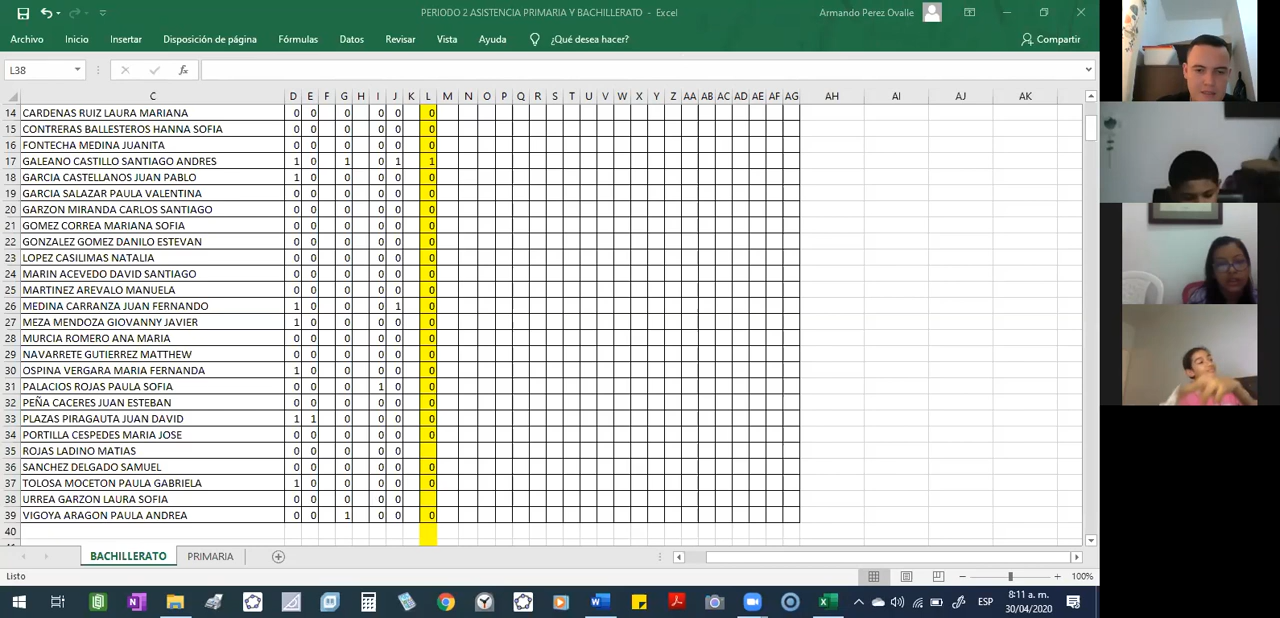 PERIODO 2 ASISTENCIA PRIMARIA Y BACHILLERATO - Excel Armando Perez Ovalle
Archivo Inicio Insertar Disposición de página Fórmulas Datos Revisar Vista Ayuda ¿Qué desea hacer? Compartir
L38 fx
C D E F G H I J K L M N O P Q R S T U V W X Y Z AA AB AC AD AE AF AG AH AI AJ AK
14 CARDENAS RUIZ LAURA MARIANA 0 0 0 0 0 0
15 CONTRERAS BALLESTEROS HANNA SOFIA 0 0 0 0 0 0
16 FONTECHA MEDINA JUANITA 0 0 0 0 0 0
17 GALEANO CASTILLO SANTIAGO ANDRES 1 0 1 0 1 1
18 GARCIA CASTELLANOS JUAN PABLO 1 0 0 0 0 0
19 GARCIA SALAZAR PAULA VALENTINA 0 0 0 0 0 0
20 GARZON MIRANDA CARLOS SANTIAGO 0 0 0 0 0 0
21 GOMEZ CORREA MARIANA SOFIA 0 0 0 0 0 0
22 GONZALEZ GOMEZ DANILO ESTEVAN 0 0 0 0 0 0
23 LOPEZ CASILIMAS NATALIA 0 0 0 0 0 0
24 MARIN ACEVEDO DAVID SANTIAGO 0 0 0 0 0 0
25 MARTINEZ AREVALO MANUELA 0 0 0 0 0 0
26 MEDINA CARRANZA JUAN FERNANDO 1 0 0 0 1 0
27 MEZA MENDOZA GIOVANNY JAVIER 1 0 0 0 0 0
28 MURCIA ROMERO ANA MARIA 0 0 0 0 0 0
29 NAVARRETE GUTIERREZ MATTHEW 0 0 0 0 0 0
30 OSPINA VERGARA MARIA FERNANDA 1 0 0 0 0 0
31 PALACIOS ROJAS PAULA SOFIA 0 0 0 1 0 0
32 PEÑA CACERES JUAN ESTEBAN 0 0 0 0 0 0
33 PLAZAS PIRAGAUTA JUAN DAVID 1 1 0 0 0 0
34 PORTILLA CESPEDES MARIA JOSE 0 0 0 0 0 0
35 ROJAS LADINO MATIAS 0 0 0 0 0
36 SANCHEZ DELGADO SAMUEL 0 0 0 0 0 0
37 TOLOSA MOCETON PAULA GABRIELA 1 0 0 0 0 0
38 URREA GARZON LAURA SOFIA 0 0 0 0 0
39 VIGOYA ARAGON PAULA ANDREA 0 0 1 0 0 0
40
BACHILLERATO PRIMARIA
Listo 100%
ESP 8:11 a. m.
30/04/2020